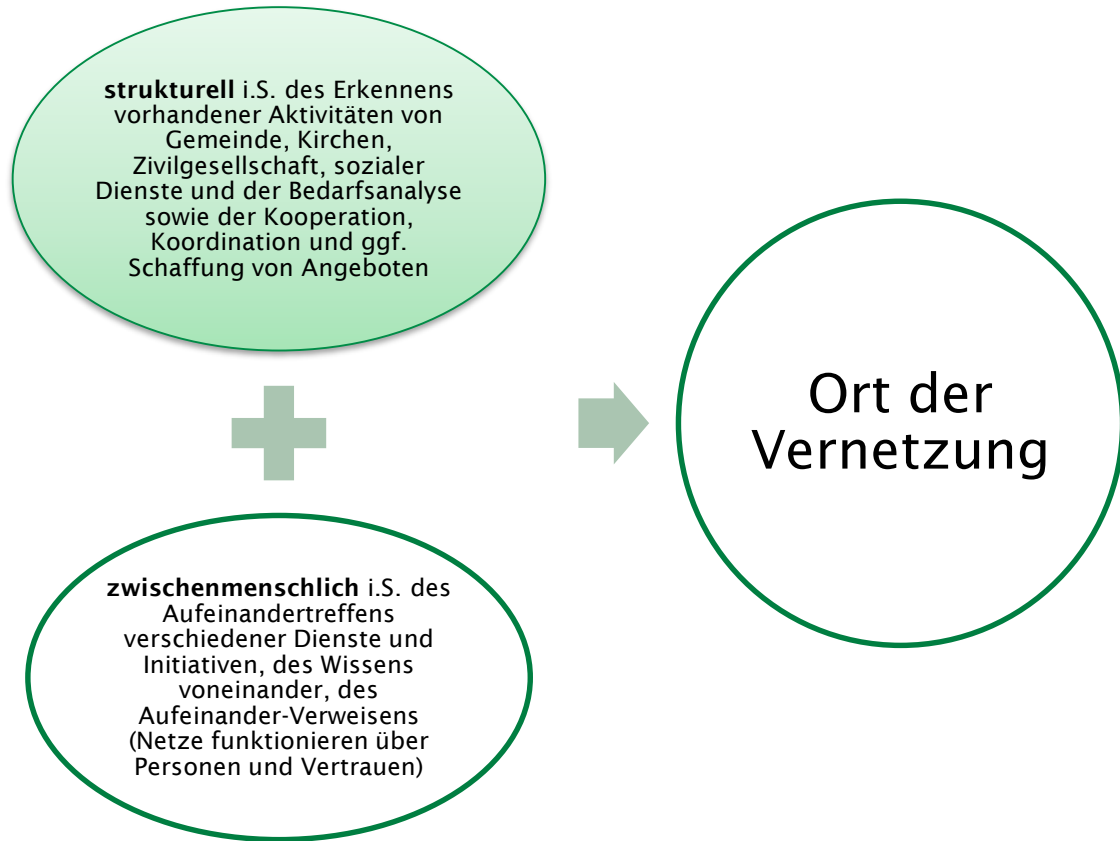 strukturell i.S. des Erkennens
vorhandener Aktivitäten von
Gemeinde, Kirchen,
Zivilgesellschaft, sozialer
Dienste und der Bedarfsanalyse
sowie der Kooperation,
Koordination und ggf.
Schaffung von Angeboten
zwischenmenschlich i.S. des
Aufeinandertreffens
verschiedener Dienste und
Initiativen, des Wissens
voneinander, des
Aufeinander-Verweisens
(Netze funktionieren über
Personen und Vertrauen)
Ort der
Vernetzung